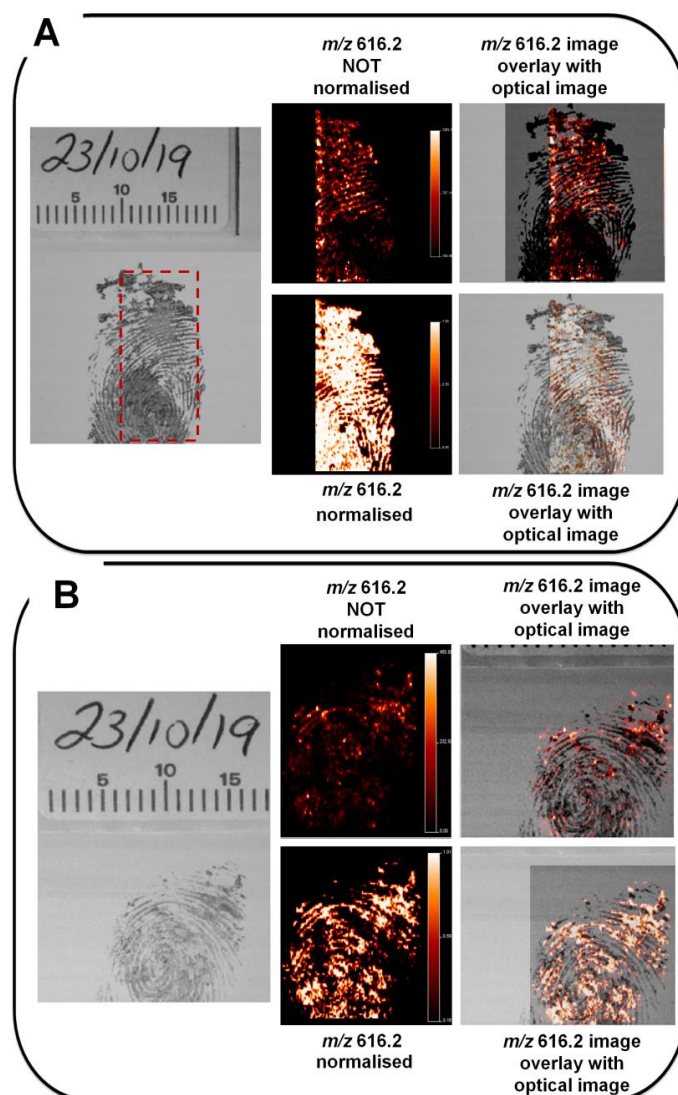 A
m/z 616.2
NOT
normalised
m/z 616.2 image
overlay with
optical image
23/10/19
5 10 15
m/z 616.2
normalised
m/z 616.2 image
overlay with
optical image
B
m/z 616.2
NOT
normalised
m/z 616.2 image
overlay with
optical image
23/10/19
5 10 15
m/z 616.2
normalised
m/z 616.2 image
overlay with
optical image